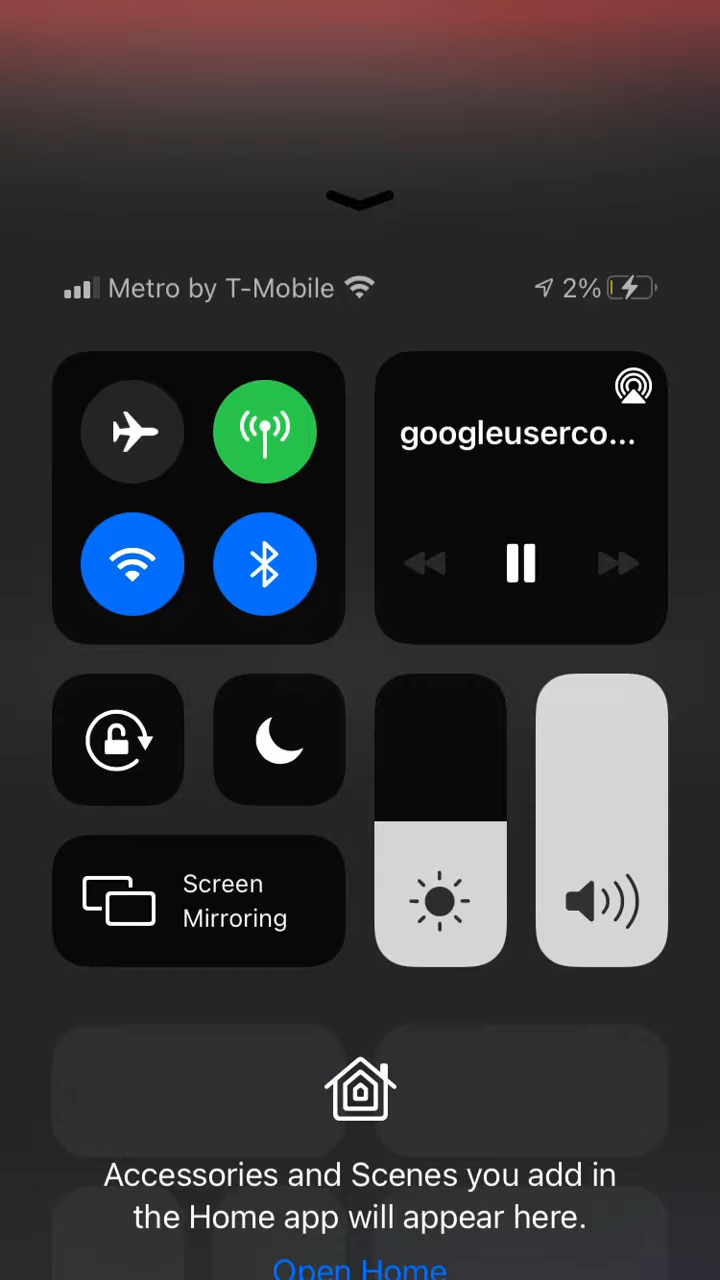 Metro by T-Mobile
2%
googleuserco...
Screen
Mirroring
Accessories and Scenes you add in
the Home app will appear here.
Open Home